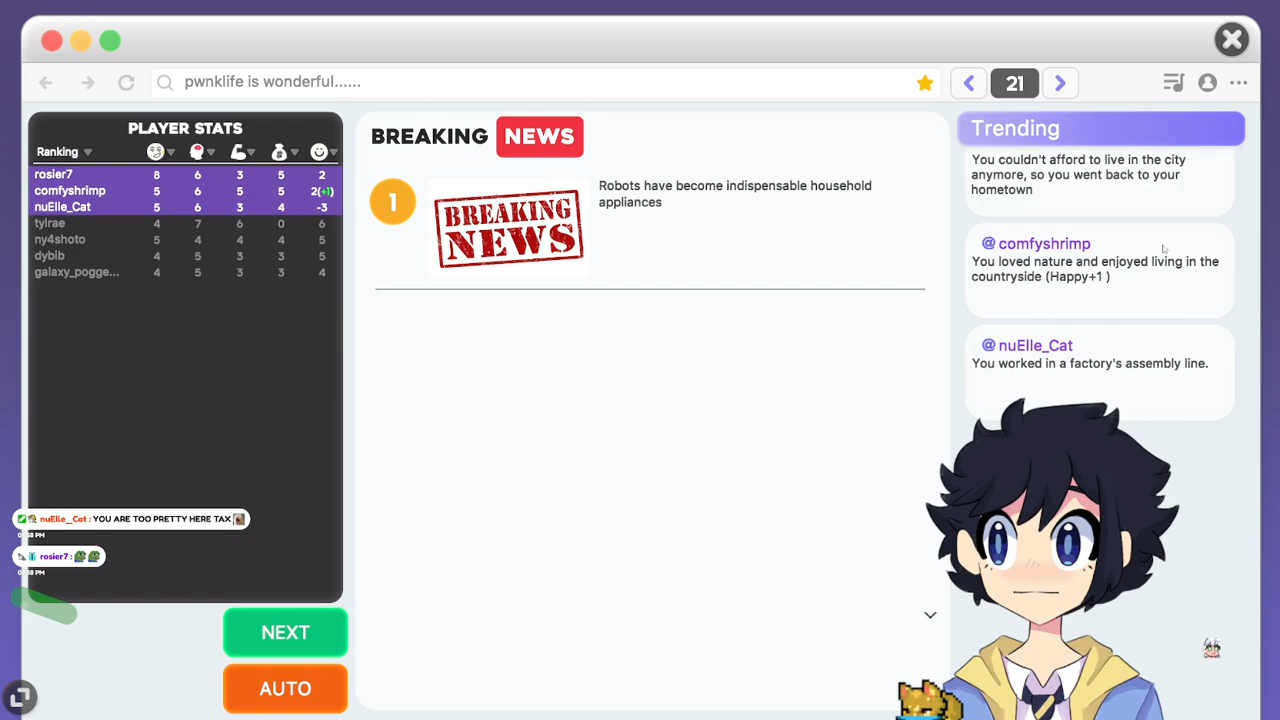 pwnklife is wonderful......
21
PLAYER STATS
Ranking
rosier7 8 6 3 5 2
comfyshrimp 5 6 5 5 2(+1)
nuElle_Cat 5 6 3 4 -3
tylrae 4 7 6 0 6
ny4shoto 5 4 4 4 5
dybib 4 5 3 3 5
galaxy_pogge... 4 5 3 3 4
nuElle_Cat : YOU ARE TOO PRETTY HERE TAX
rosier7 :
NEXT
AUTO
BREAKING NEWS
1
BREAKING
NEWS
Robots have become indispensable household
appliances
Trending
You couldn't afford to live in the city
anymore, so you went back to your
hometown
@ comfyshrimp
You loved nature and enjoyed living in the
countryside (Happy+1 )
@ nuElle_Cat
You worked in a factory's assembly line.